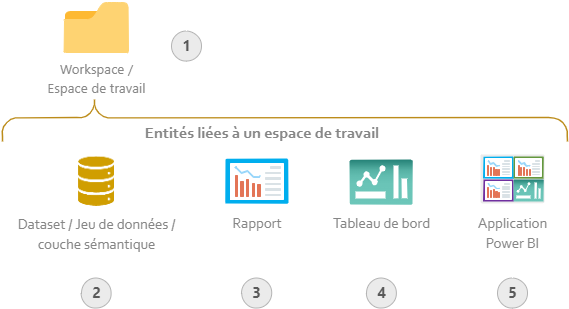 1
Workspace /
Espace de travail
Entités liées à un espace de travail
Dataset / Jeu de données /
couche sémantique
Rapport
Tableau de bord
Application
Power BI
2
3
4
5